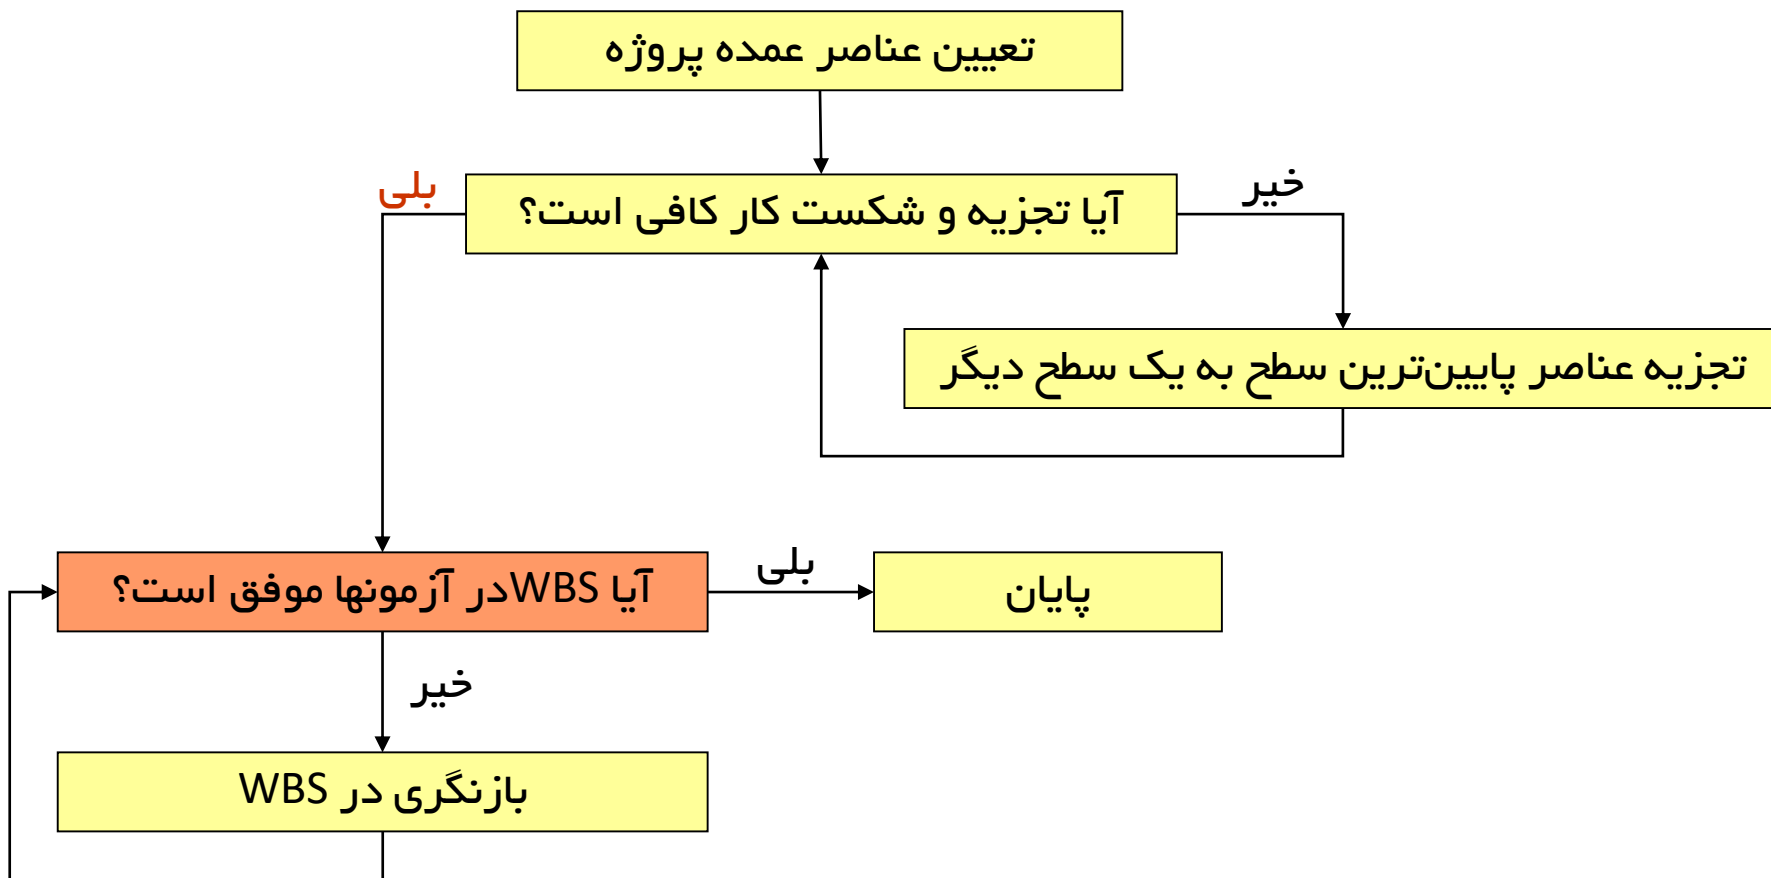 تعیین عناصر عمده پروژه
خیر
آیا تجزیه و شکست کار کافی است؟
بلی
تجزیه عناصر پایین‌ترین سطح به یک سطح دیگر
پایان
بلی
آیا WBSدر آزمونها موفق است؟
خیر
بازنگری در WBS